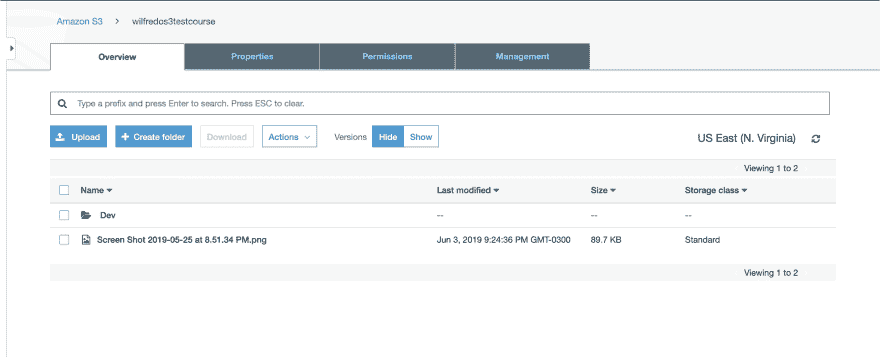 Amazon S3 > wilfredos3testcourse
Overview Properties Permissions Management
Type a prefix and press Enter to search. Press ESC to clear.
Upload + Create folder Download Actions Versions Hide Show US East (N. Virginia)
Viewing 1 to 2
Name Last modified Size Storage class
Dev -- -- --
Screen Shot 2019-05-25 at 8.51.34 PM.png Jun 3, 2019 9:24:36 PM GMT-0300 89.7 KB Standard
Viewing 1 to 2